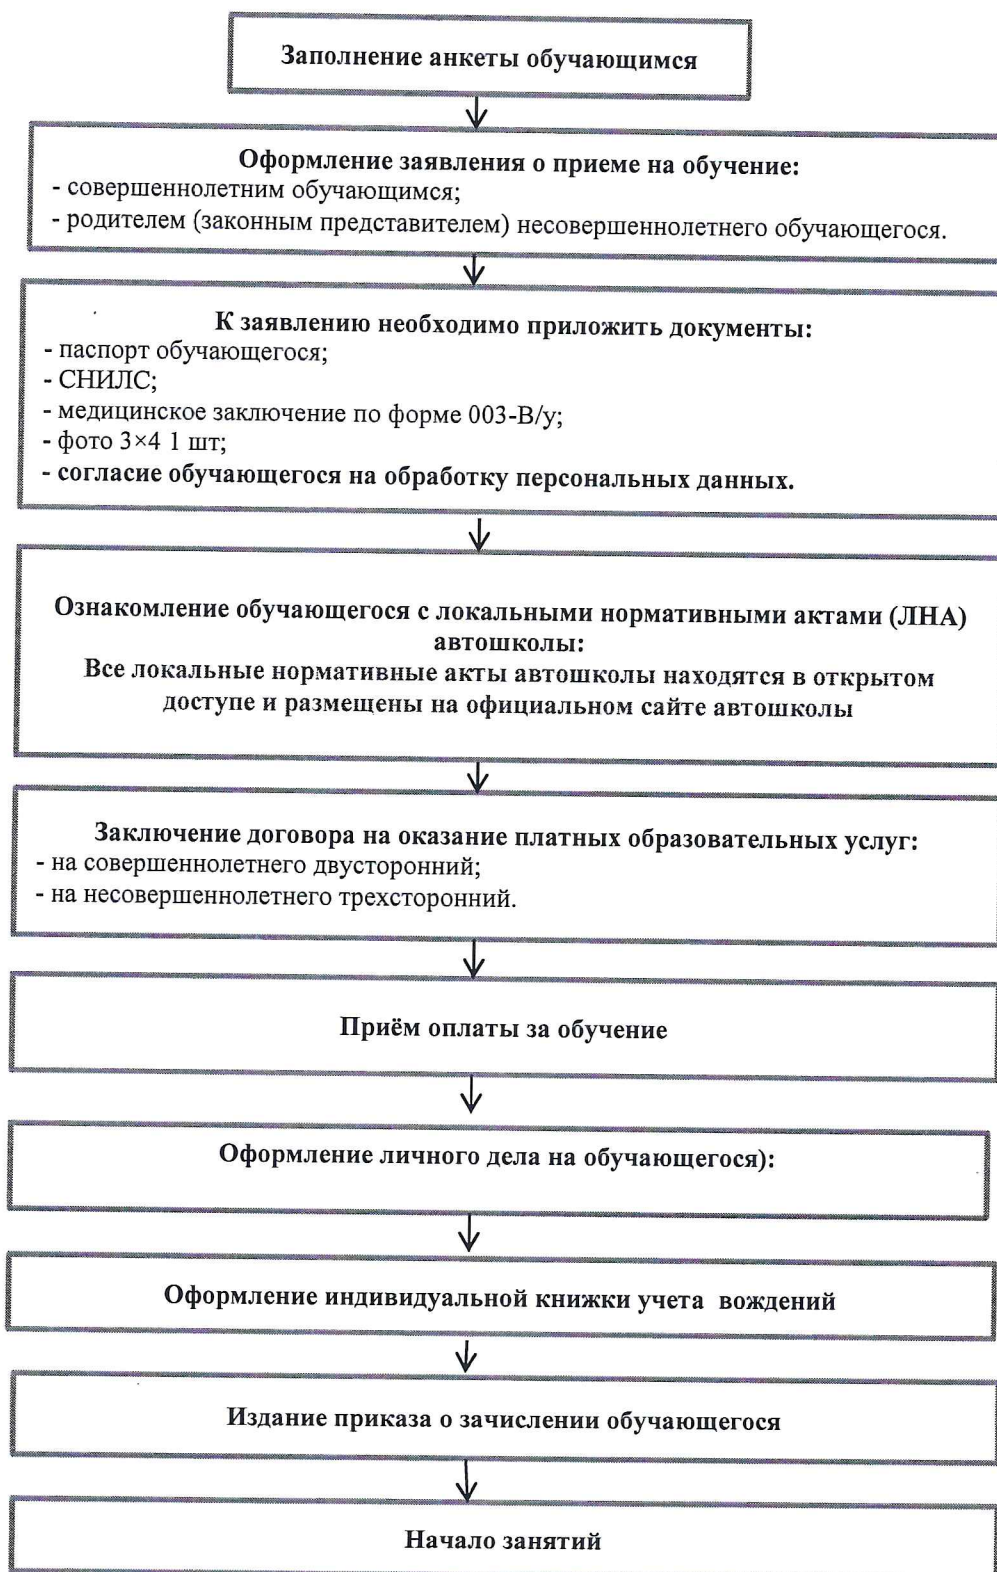 Заполнение анкеты обучающимся
Оформление заявления о приеме на обучение:
- совершеннолетним обучающимся;
- родителем (законным представителем) несовершеннолетнего обучающегося.
К заявлению необходимо приложить документы:
- паспорт обучающегося;
- СНИЛС;
- медицинское заключение по форме 003-В/у;
- фото 3×4 1 шт;
- согласие обучающегося на обработку персональных данных.
Ознакомление обучающегося с локальными нормативными актами (ЛНА)
автошколы:
Все локальные нормативные акты автошколы находятся в открытом
доступе и размещены на официальном сайте автошколы
Заключение договора на оказание платных образовательных услуг:
- на совершеннолетнего двусторонний;
- на несовершеннолетнего трехсторонний.
Приём оплаты за обучение
Оформление личного дела на обучающегося):
Оформление индивидуальной книжки учета  вождений
Издание приказа о зачислении обучающегося
Начало занятий